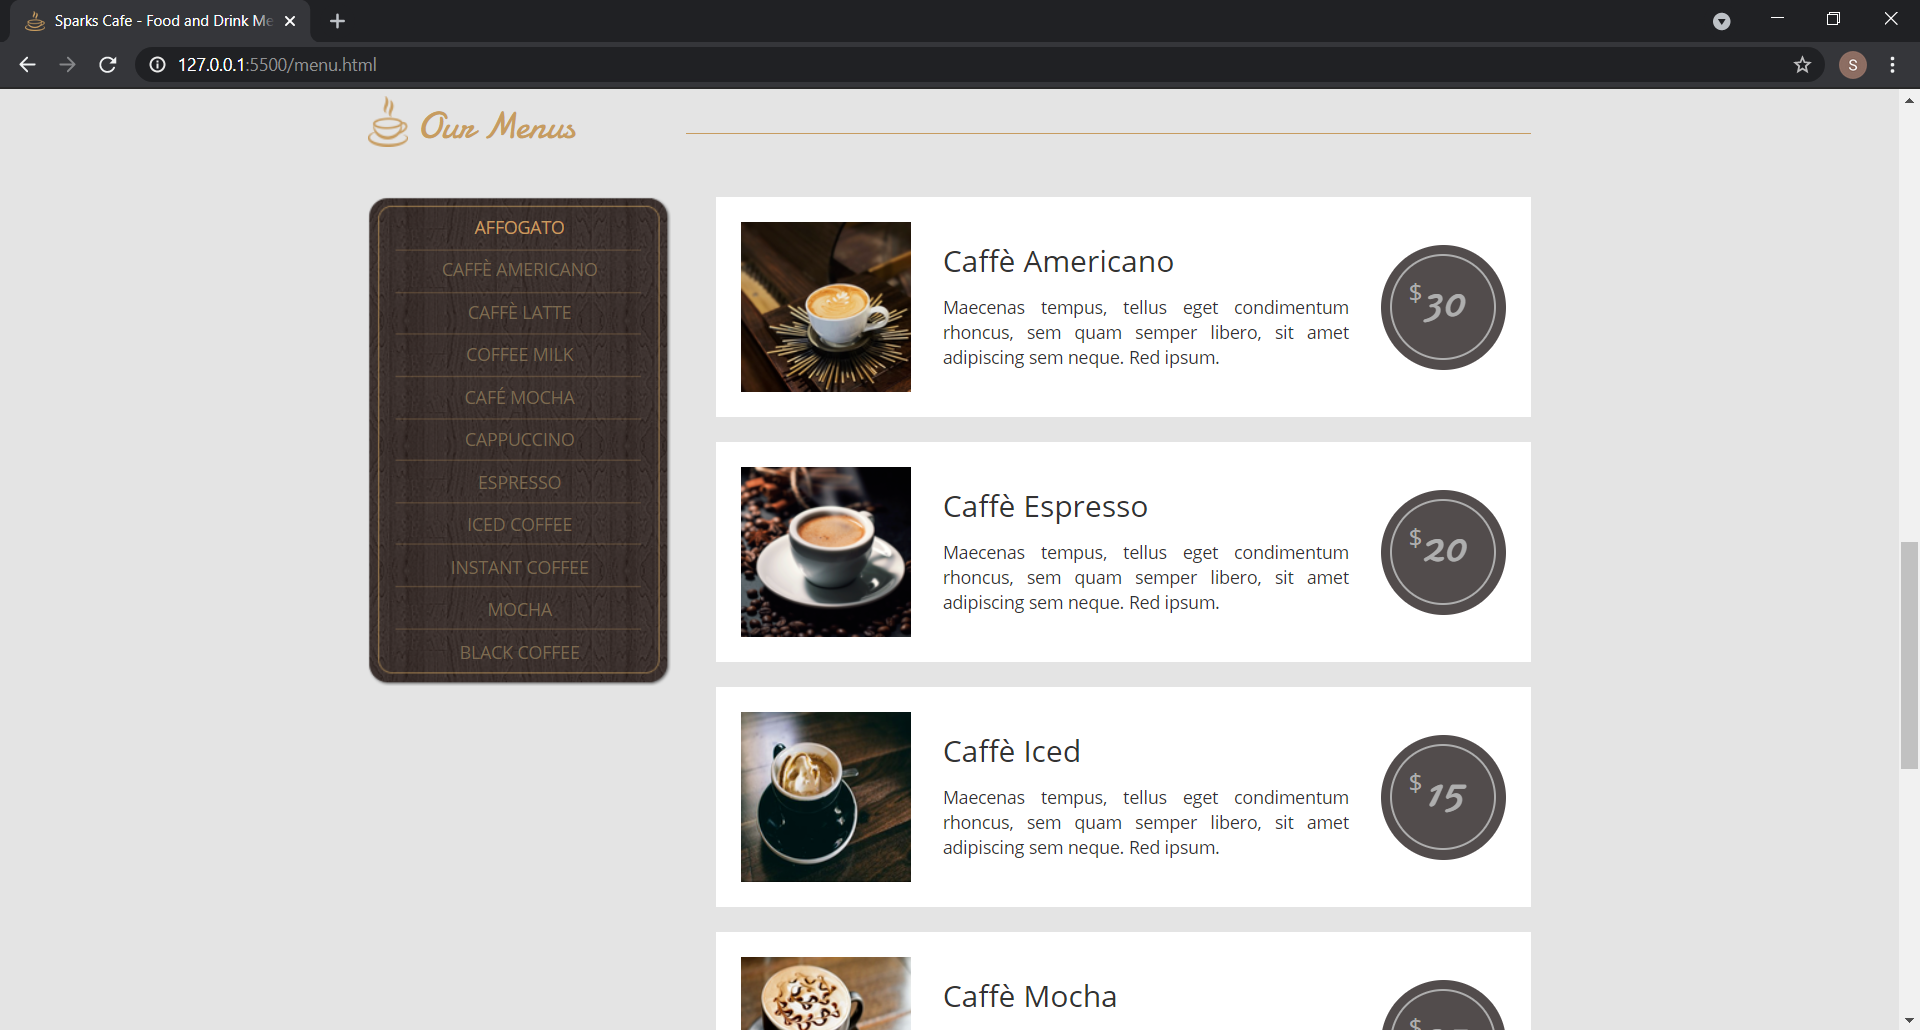 Sparks Cafe - Food and Drink Me
127.0.0.1:5500/menu.html
S
Our Menus
AFFOGATO
CAFFÈ AMERICANO
CAFFÈ LATTE
COFFEE MILK
CAFÉ MOCHA
CAPPUCCINO
ESPRESSO
ICED COFFEE
INSTANT COFFEE
MOCHA
BLACK COFFEE
Caffè Americano
Maecenas tempus, tellus eget condimentum
rhoncus, sem quam semper libero, sit amet
adipiscing sem neque. Red ipsum.
$30
Caffè Espresso
Maecenas tempus, tellus eget condimentum
rhoncus, sem quam semper libero, sit amet
adipiscing sem neque. Red ipsum.
$20
Caffè Iced
Maecenas tempus, tellus eget condimentum
rhoncus, sem quam semper libero, sit amet
adipiscing sem neque. Red ipsum.
$15
Caffè Mocha
$